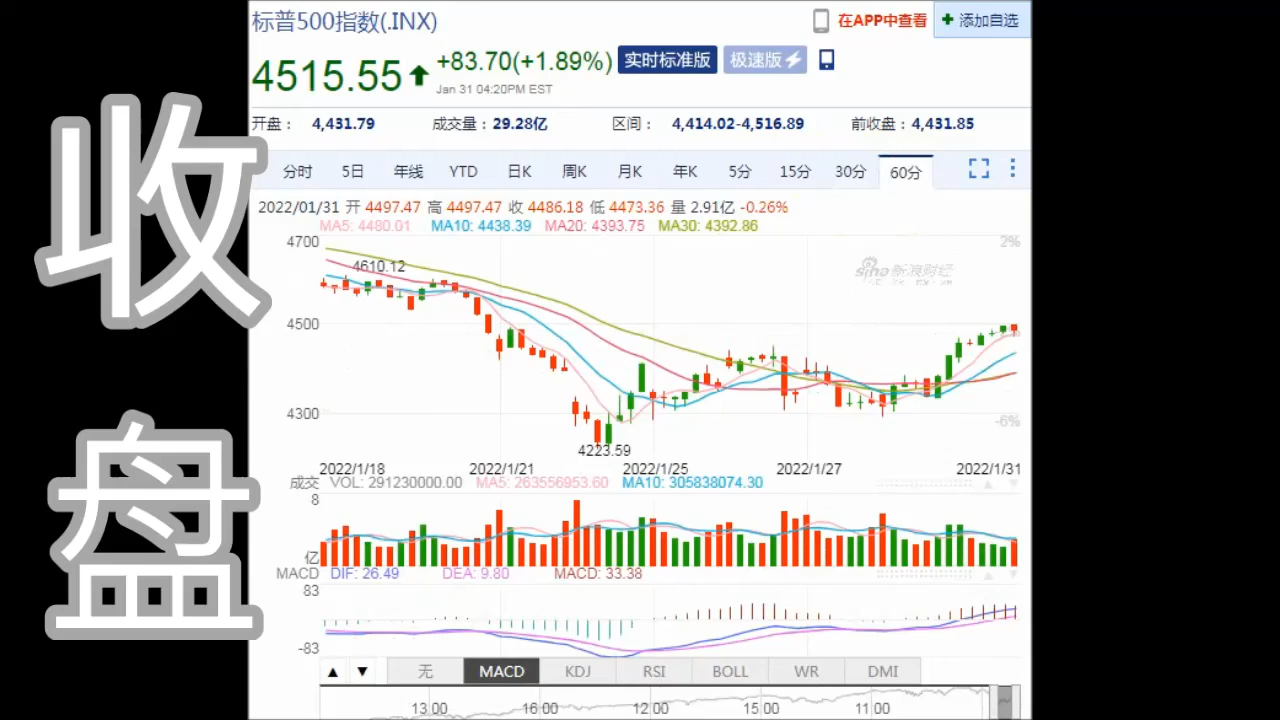 收盘
标普500指数(.INX)
在APP中查看
+ 添加自选
4515.55
+83.70(+1.89%)
实时标准版
极速版
Jan 31 04:20PM EST
开盘： 4,431.79
成交量：29.28亿
区间： 4,414.02-4,516.89
前收盘：4,431.85
分时 5日 年线 YTD 日K 周K 月K 年K 5分 15分 30分 60分
2022/01/31 开 4497.47 高 4497.47 收 4486.18 低 4473.36 量 2.91亿 -0.26%
MA5: 4480.01 MA10: 4438.39 MA20: 4393.75 MA30: 4392.86
4700
2%
4610.12
sina 新浪财经
4500
4300
-6%
4223.59
2022/1/18 2022/1/21 2022/1/25 2022/1/27 2022/1/31
成交 VOL: 291230000.00 MA5: 263556953.60 MA10: 305838074.30
8
亿
MACD DIF: 26.49 DEA: 9.80 MACD: 33.38
83
-83
▲ ▼ 无 MACD KDJ RSI BOLL WR DMI
13:00 16:00 12:00 15:00 11:00